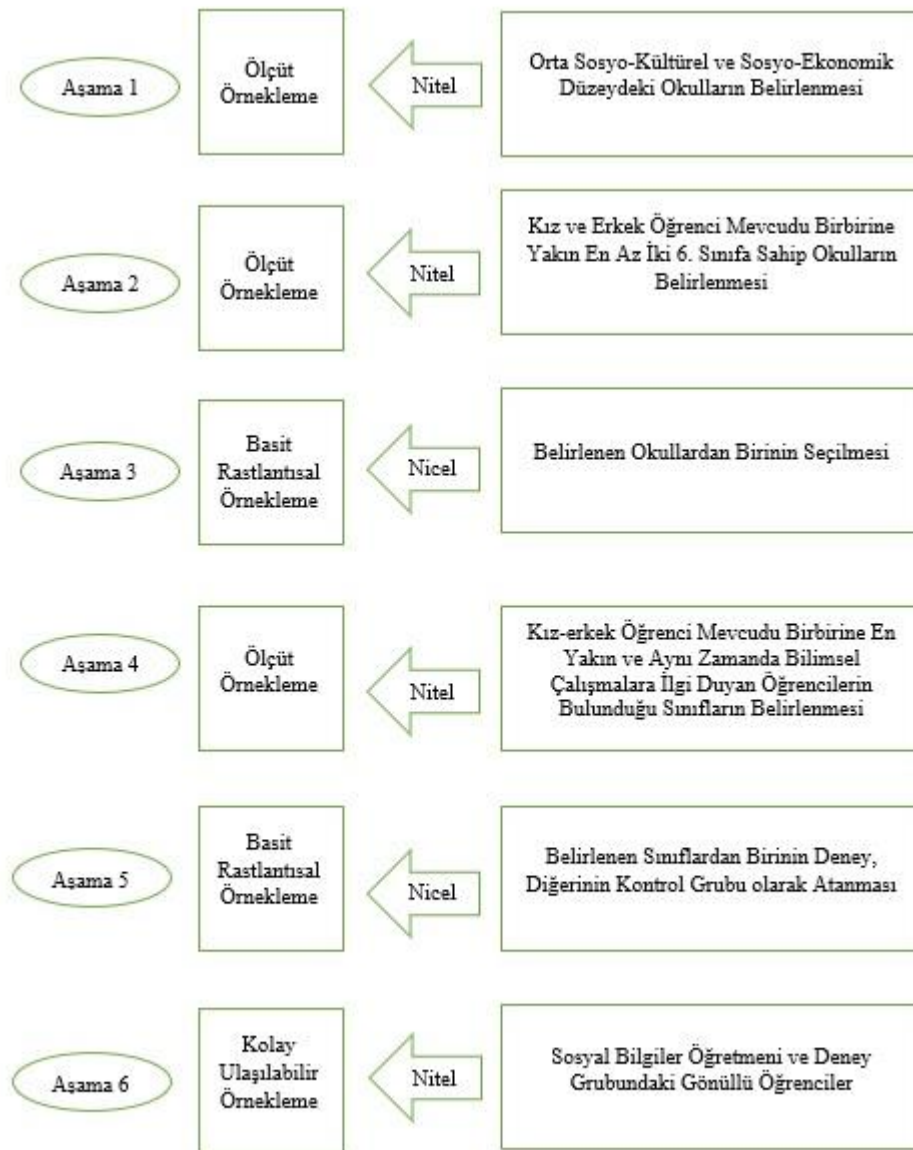 Aşama 1
Ölçüt
Örnekleme
Nitel
Orta Sosyo-Kültürel ve Sosyo-Ekonomik
Düzeydeki Okulların Belirlenmesi
Aşama 2
Ölçüt
Örnekleme
Nitel
Kız ve Erkek Öğrenci Mevcudu Birbirine
Yakın En Az İki 6. Sınıfa Sahip Okulların
Belirlenmesi
Aşama 3
Basit
Rastlantısal
Örnekleme
Nicel
Belirlenen Okullardan Birinin Seçilmesi
Aşama 4
Ölçüt
Örnekleme
Nitel
Kız-erkek Öğrenci Mevcudu Birbirine En
Yakın ve Aynı Zamanda Bilimsel
Çalışmalara İlgi Duyan Öğrencilerin
Bulunduğu Sınıfların Belirlenmesi
Aşama 5
Basit
Rastlantısal
Örnekleme
Nicel
Belirlenen Sınıflardan Birinin Deney,
Diğerinin Kontrol Grubu olarak Atanması
Aşama 6
Kolay
Ulaşılabilir
Örnekleme
Nitel
Sosyal Bilgiler Öğretmeni ve Deney
Grubundaki Gönüllü Öğrenciler